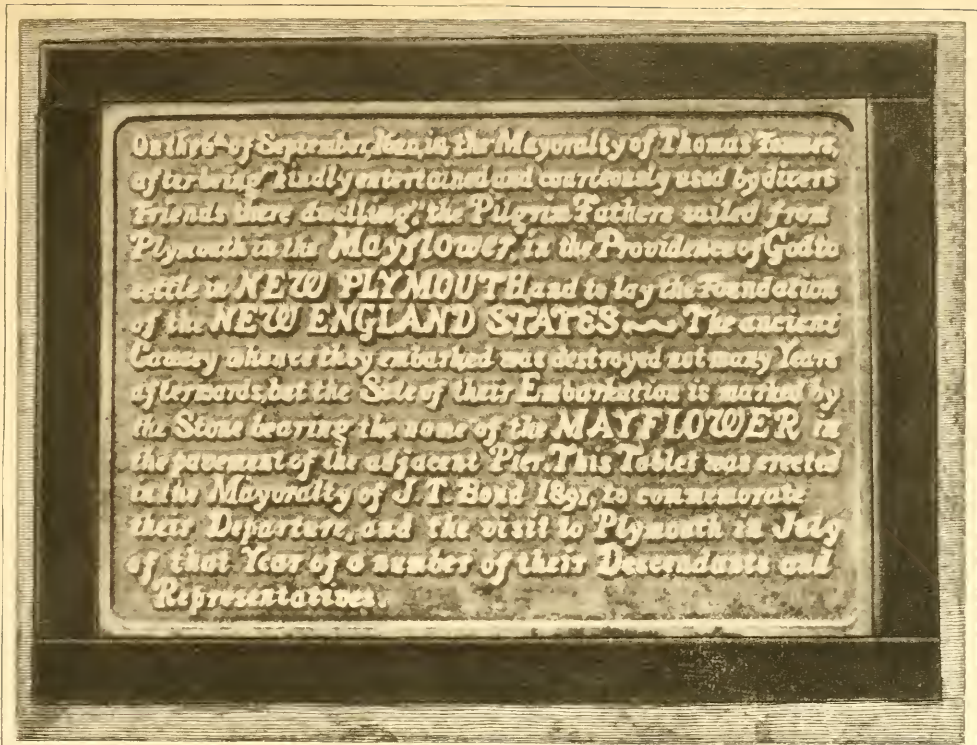 On the 6th of September, 1620, in the Mayoralty of Thomas Fownes,
after being "kindly entertained and courteously used by divers
Friends there dwelling", the Pilgrim Fathers sailed from
Plymouth in the Mayflower, in the Providence of God to
settle in NEW PLYMOUTH, and to lay the Foundation
of the NEW ENGLAND STATES ~ The ancient
Causey whence they embarked was destroyed not many Years
afterwards, but the Site of their Embarkation is marked by
the Stone bearing the name of the MAYFLOWER in
the pavement of the adjacent Pier. This Tablet was erected
in the Mayoralty of J. T. Bond 1891, to commemorate
their Departure, and the visit to Plymouth in July
of that Year of a number of their Descendants and
Representatives.